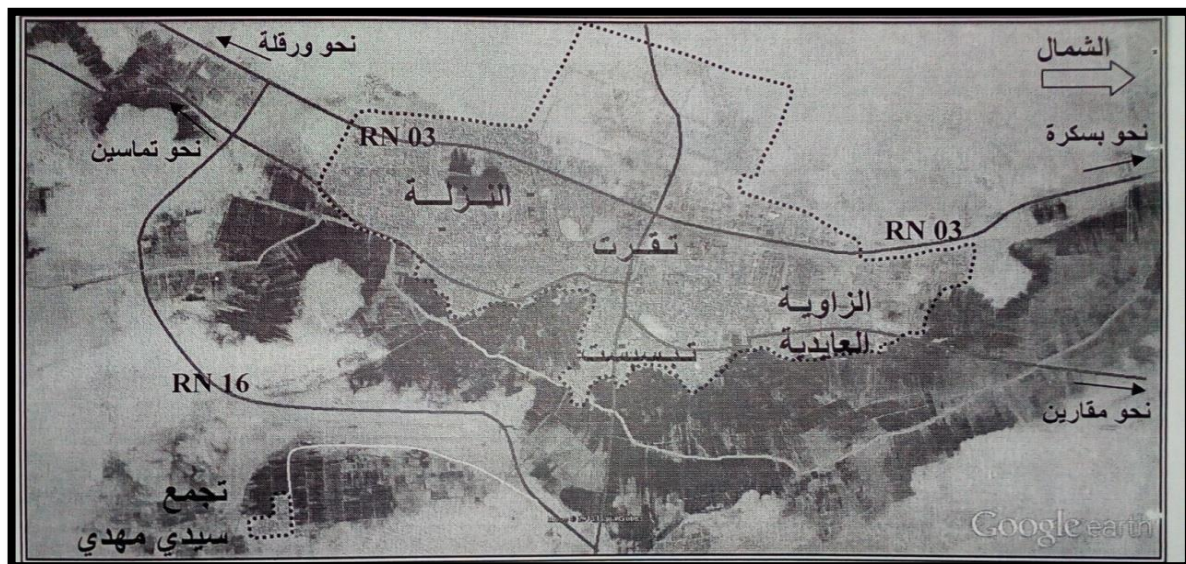 نحو ورقلة
الشمال
نحو بسكرة
نحو تماسين
RN 03
النزلة
تقرت
RN 03
الزاوية
العابدية
تبسبست
RN 16
نحو مقارين
تجمع
سيدي مهدي
Google earth